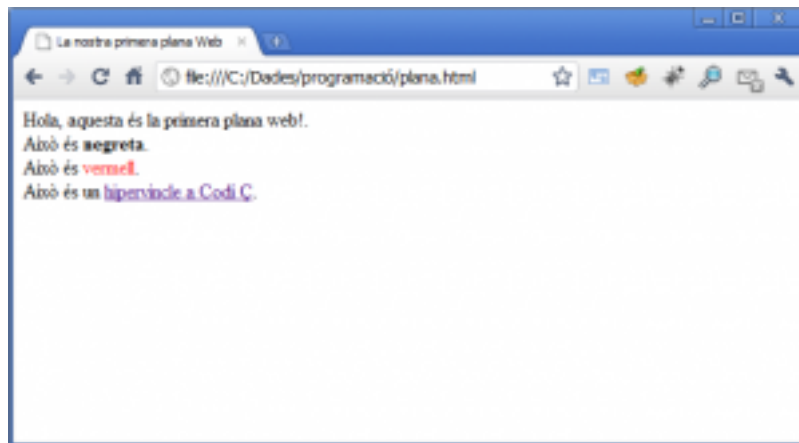 La nostra primera plana Web
file:///C:/Dades/programació/plana.html
Hola, aquesta és la primera plana web!.
Això és negreta.
Això és vermell.
Això és un hipervincle a Codi Ç.